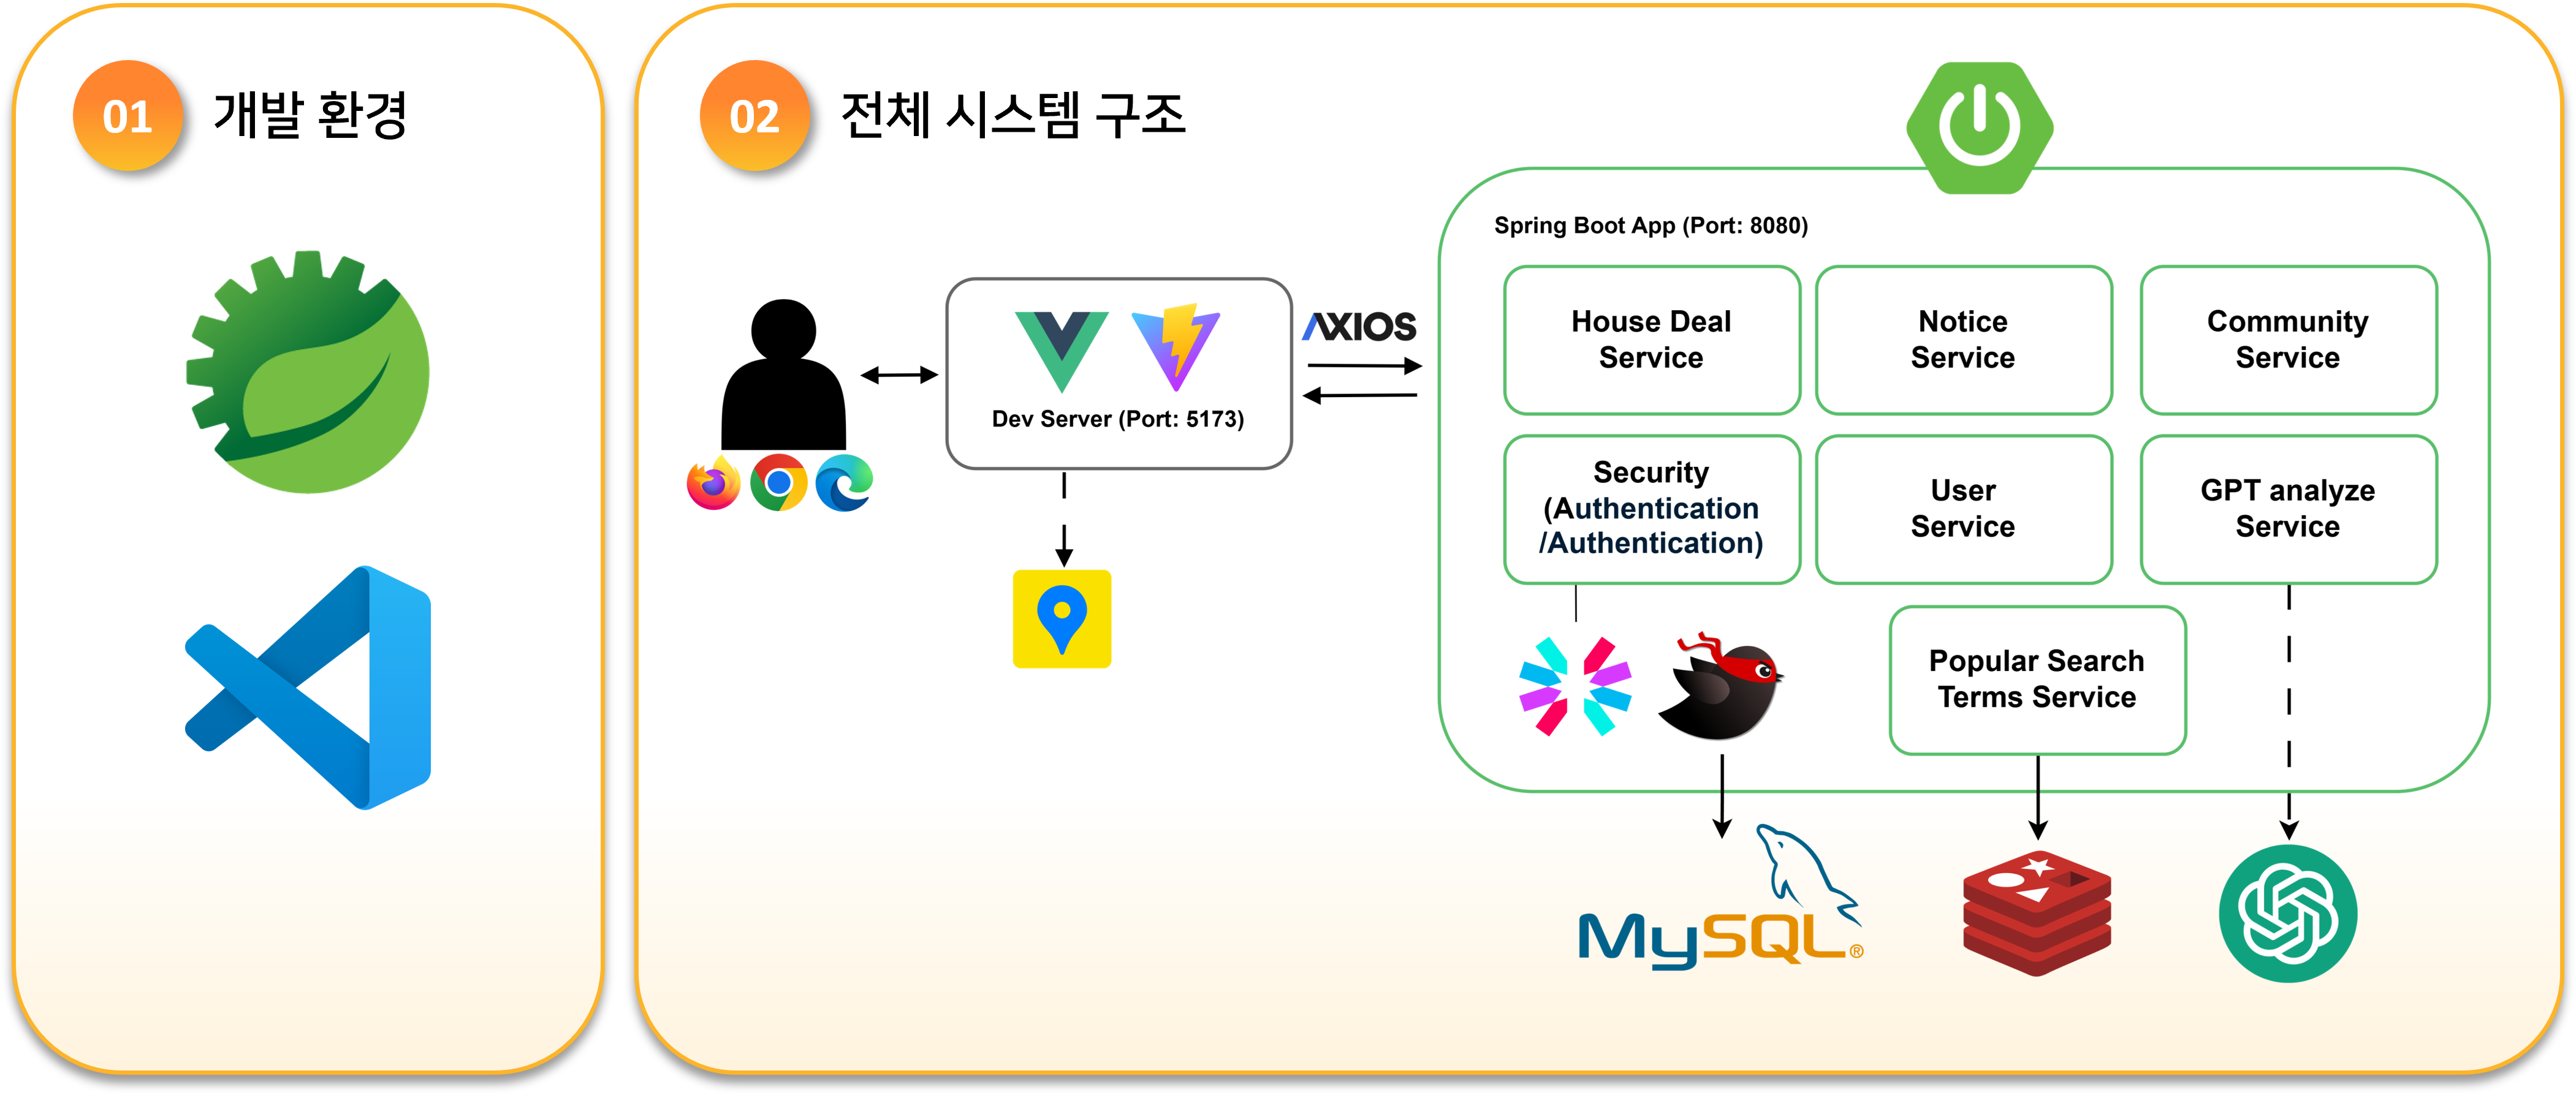 01
개발 환경
02
전체 시스템 구조
Dev Server (Port: 5173)
AXIOS
Spring Boot App (Port: 8080)
House Deal
Service
Notice
Service
Community
Service
Security
(Authentication
/Authentication)
User
Service
GPT analyze
Service
Popular Search
Terms Service
MySQL®